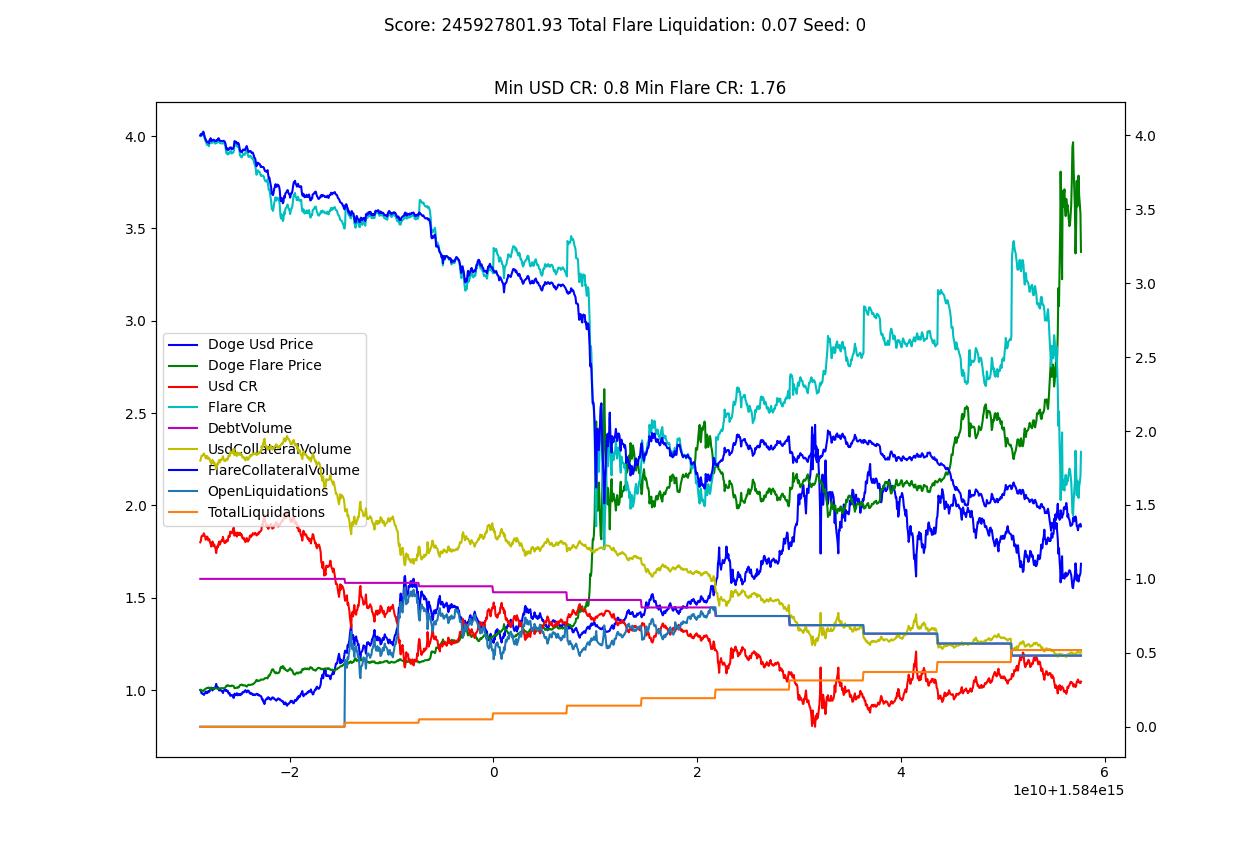 Score: 245927801.93 Total Flare Liquidation: 0.07 Seed: 0
Min USD CR: 0.8 Min Flare CR: 1.76
4.0
3.5
3.0
2.5
2.0
1.5
1.0
4.0
3.5
3.0
2.5
2.0
1.5
1.0
0.5
0.0
Doge Usd Price
Doge Flare Price
Usd CR
Flare CR
DebtVolume
UsdCollateralVolume
FlareCollateralVolume
OpenLiquidations
TotalLiquidations
−2 0 2 4 6
1e10+1.584e15